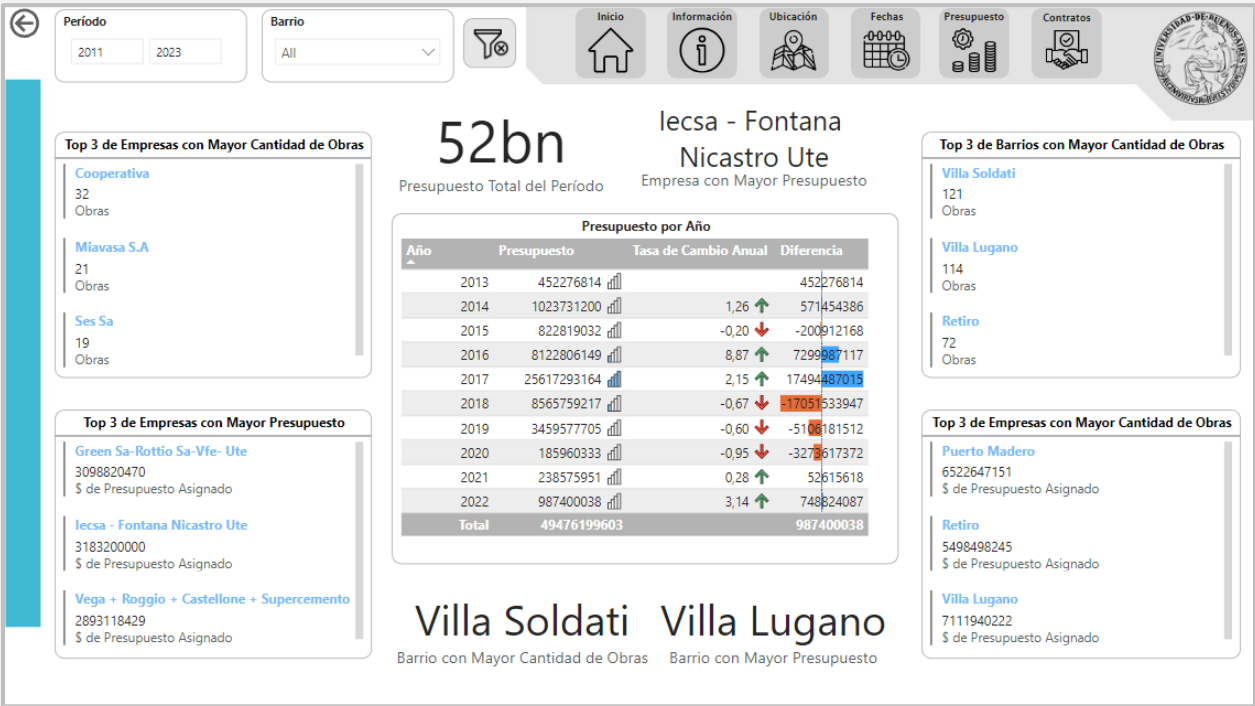 Período
2011
2023
Barrio
All
Inicio
Información
Ubicación
Fechas
Presupuesto
Contratos
Top 3 de Empresas con Mayor Cantidad de Obras
Cooperativa
32
Obras
Miavasa S.A
21
Obras
Ses Sa
19
Obras
Top 3 de Empresas con Mayor Presupuesto
Green Sa-Rottio Sa-Vfe- Ute
3098820470
$ de Presupuesto Asignado
Iecsa - Fontana Nicastro Ute
3183200000
$ de Presupuesto Asignado
Vega + Roggio + Castellone + Supercemento
2893118429
$ de Presupuesto Asignado
52bn
Presupuesto Total del Período
Iecsa - Fontana
Nicastro Ute
Empresa con Mayor Presupuesto
Presupuesto por Año
Año Presupuesto Tasa de Cambio Anual Diferencia
2013 452276814 452276814
2014 1023731200 1,26 571454386
2015 822819032 -0,20 -200912168
2016 8122806149 8,87 7299987117
2017 25617293164 2,15 17494487015
2018 8565759217 -0,67 -17051533947
2019 3459577705 -0,60 -5106181512
2020 185960333 -0,95 -3273617372
2021 238575951 0,28 52615618
2022 987400038 3,14 748824087
Total 49476199603 987400038
Villa Soldati
Barrio con Mayor Cantidad de Obras
Villa Lugano
Barrio con Mayor Presupuesto
Top 3 de Barrios con Mayor Cantidad de Obras
Villa Soldati
121
Obras
Villa Lugano
114
Obras
Retiro
72
Obras
Top 3 de Empresas con Mayor Cantidad de Obras
Puerto Madero
6522647151
$ de Presupuesto Asignado
Retiro
5498498245
$ de Presupuesto Asignado
Villa Lugano
7111940222
$ de Presupuesto Asignado